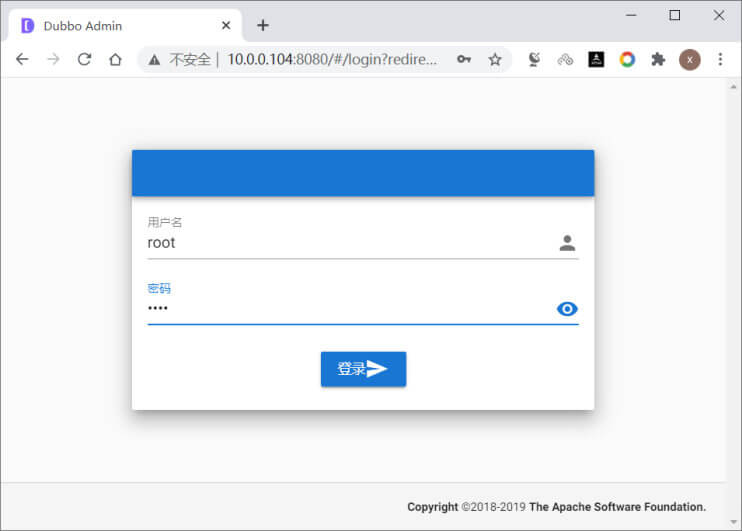 Dubbo Admin
不安全 | 10.0.0.104:8080/#/login?redire...
x
用户名
root
密码
••••
登录
Copyright ©2018-2019 The Apache Software Foundation.